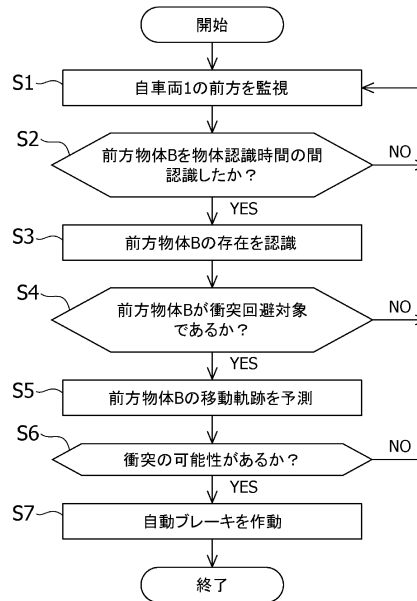 開始
S1
自車両1の前方を監視
S2
前方物体Bを物体認識時間の間
認識したか？
NO
YES
S3
前方物体Bの存在を認識
S4
前方物体Bが衝突回避対象
であるか？
NO
YES
S5
前方物体Bの移動軌跡を予測
S6
衝突の可能性があるか？
NO
YES
S7
自動ブレーキを作動
終了